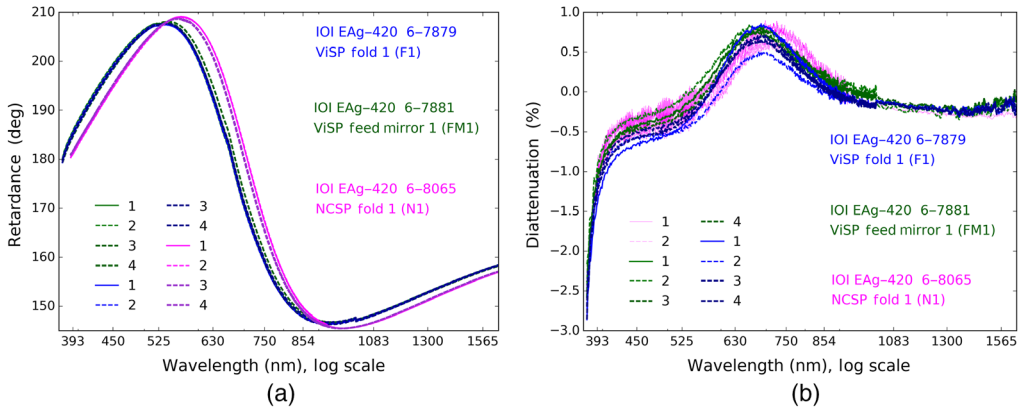 210
200
190
180
170
160
150
Retardance (deg)
IOI EAg–420 6–7879
ViSP fold 1 (F1)
IOI EAg–420 6–7881
ViSP feed mirror 1 (FM1)
IOI EAg–420 6–8065
NCSP fold 1 (N1)
1
2
3
4
1
2
3
4
1
2
3
4
393 450 525 630 750 854 1083 1300 1565
Wavelength (nm), log scale
(a)
1.0
0.5
0.0
−0.5
−1.0
−1.5
−2.0
−2.5
−3.0
Diattenuation (%)
IOI EAg–420 6–7879
ViSP fold 1 (F1)
IOI EAg–420 6–7881
ViSP feed mirror 1 (FM1)
IOI EAg–420 6–8065
NCSP fold 1 (N1)
1
2
1
2
3
4
1
2
3
4
393 450 525 630 750 854 1083 1300 1565
Wavelength (nm), log scale
(b)